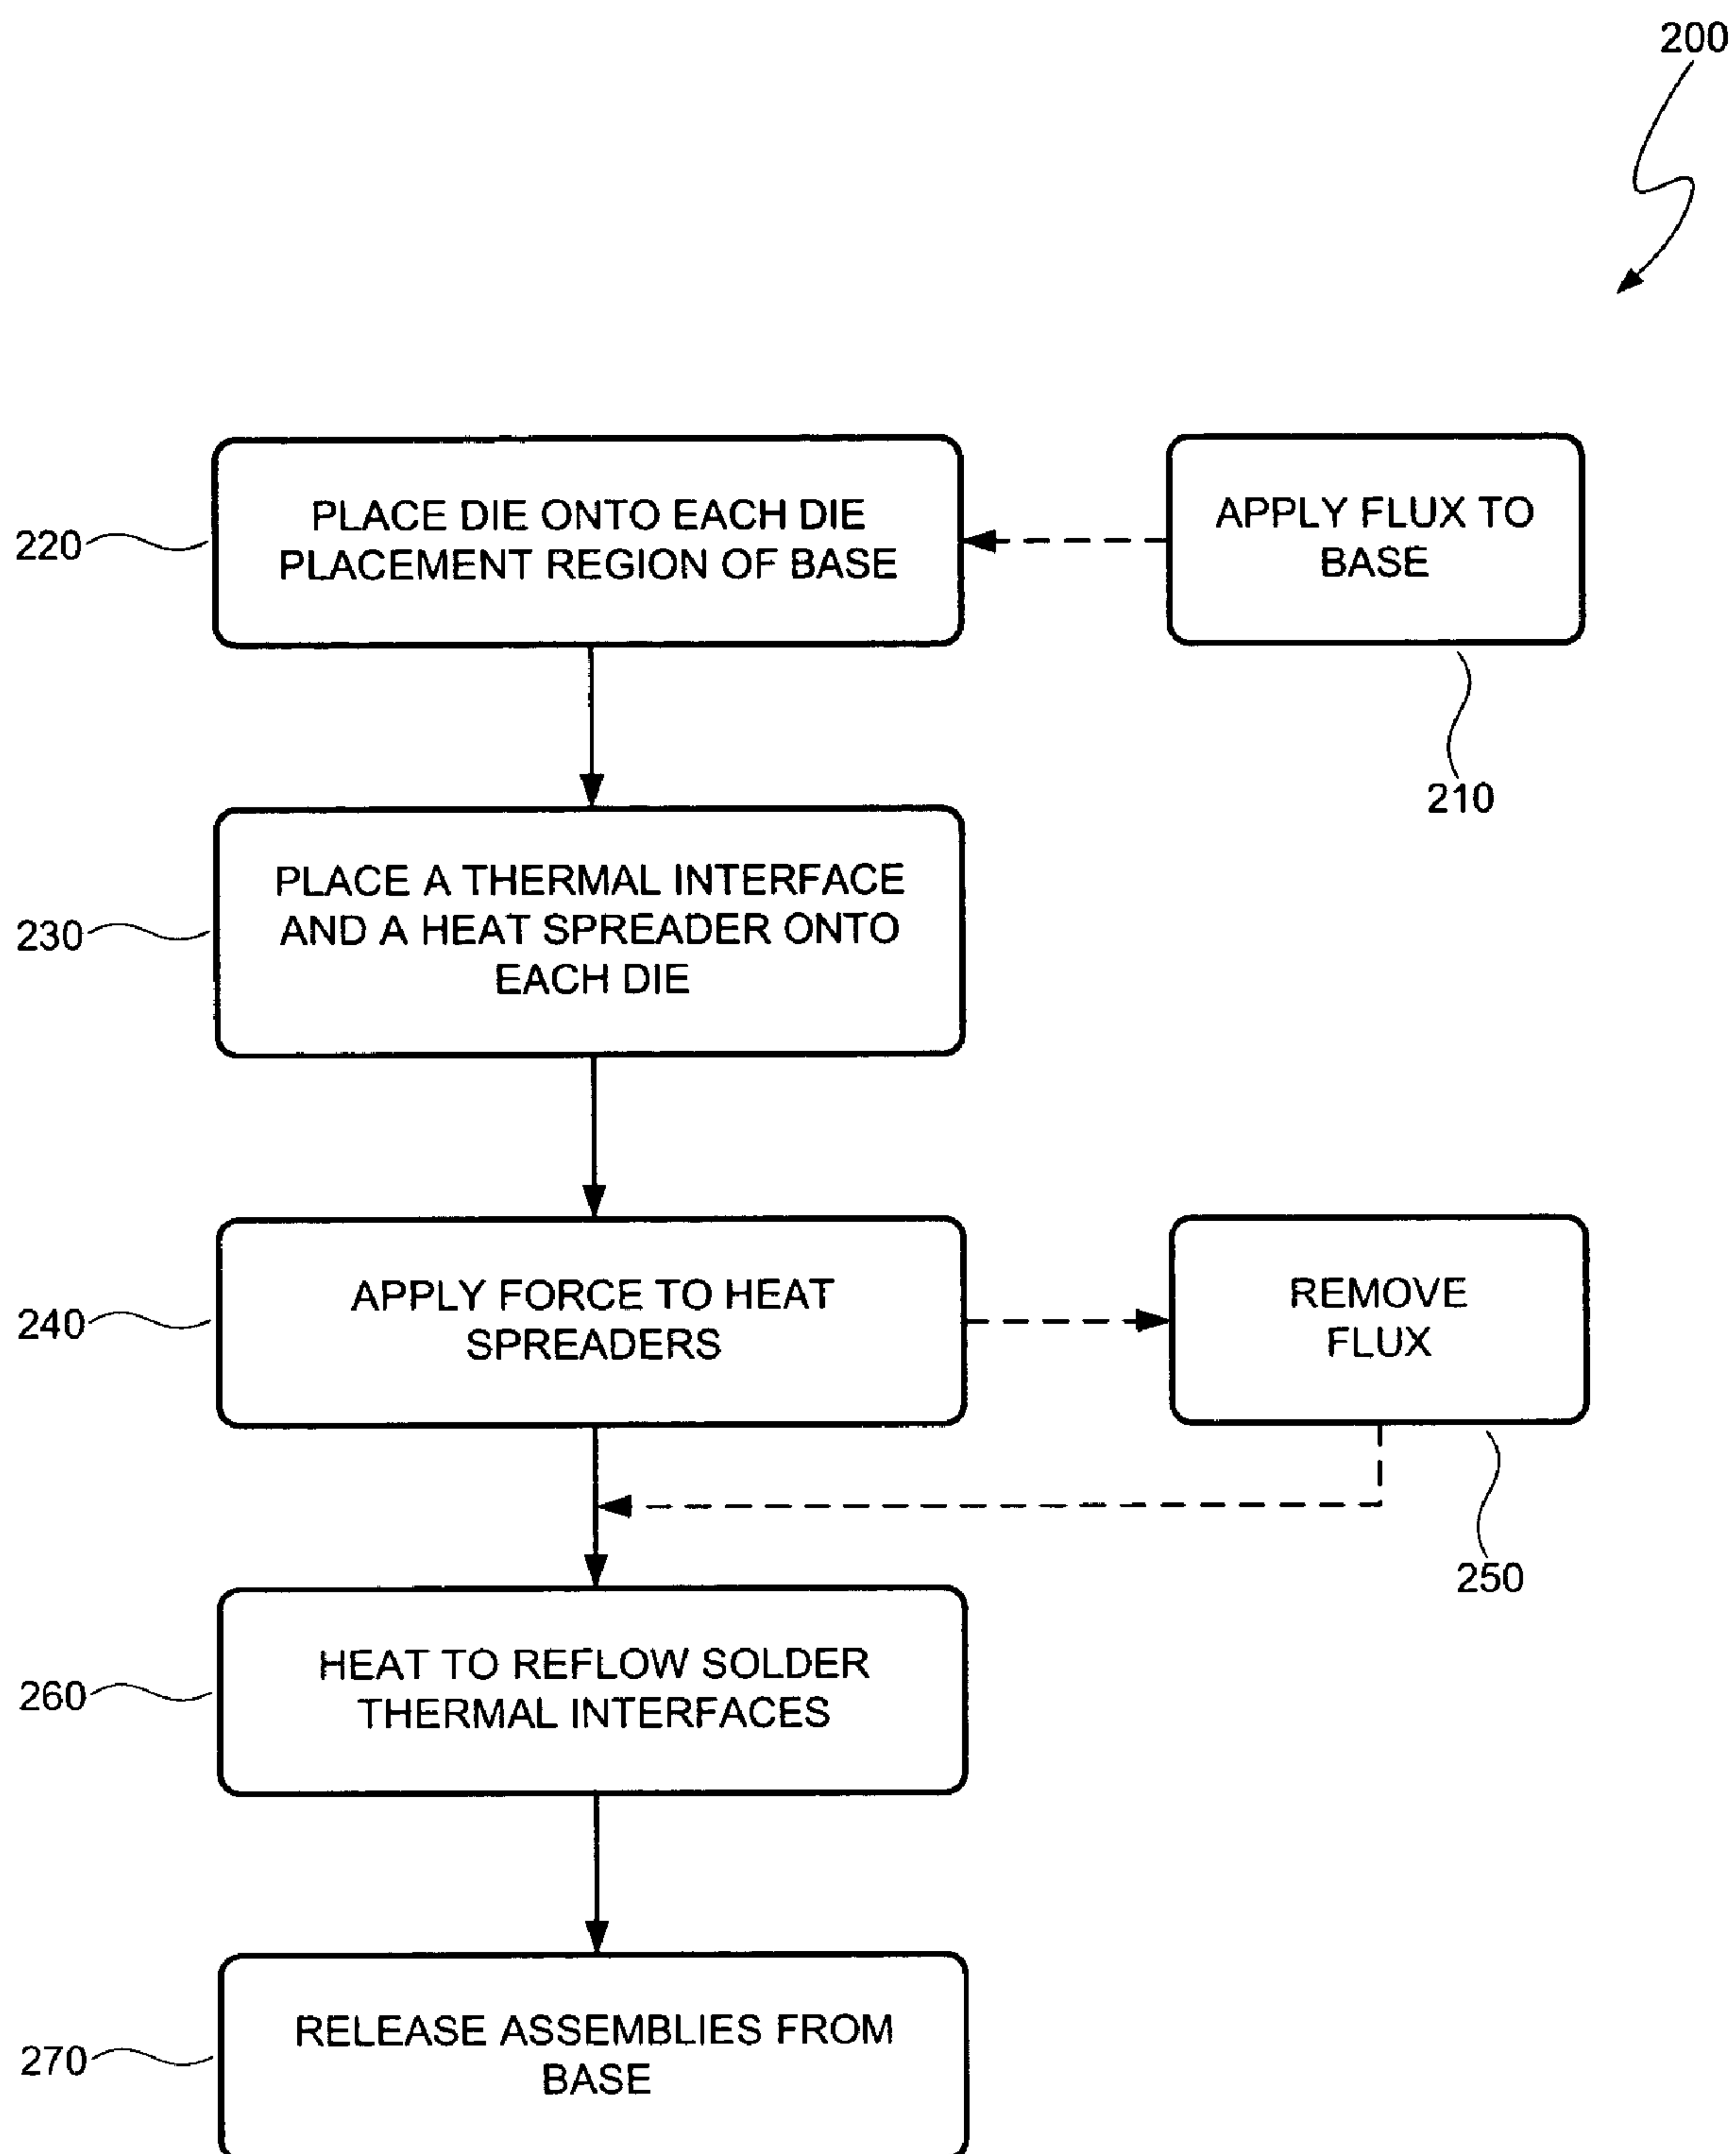 200
PLACE DIE ONTO EACH DIE
PLACEMENT REGION OF BASE
220
APPLY FLUX TO
BASE
210
PLACE A THERMAL INTERFACE
AND A HEAT SPREADER ONTO
EACH DIE
230
APPLY FORCE TO HEAT
SPREADERS
240
REMOVE
FLUX
250
HEAT TO REFLOW SOLDER
THERMAL INTERFACES
260
RELEASE ASSEMBLIES FROM
BASE
270